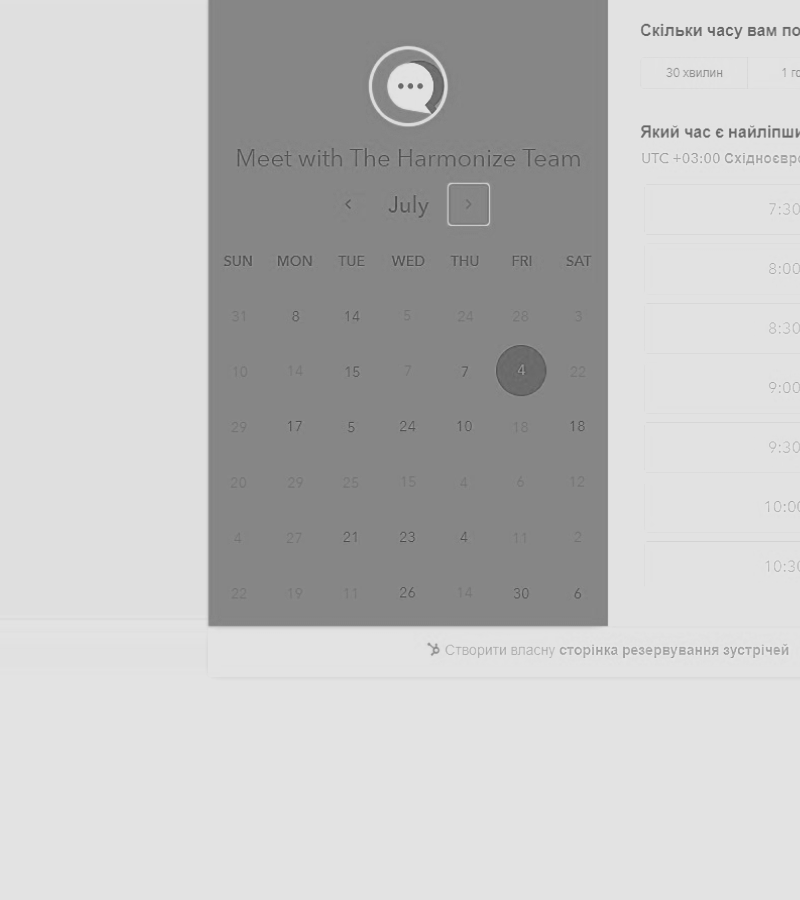 Meet with The Harmonize Team
July
SUN MON TUE WED THU FRI SAT
31 8 14 5 24 28 3
10 14 15 7 7 4 22
29 17 5 24 10 18 18
20 29 25 15 4 6 12
4 27 21 23 4 11 2
22 19 11 26 14 30 6
Скільки часу вам по
30 хвилин 1 го
Який час є найліпши
UTC +03:00 Східноєвро
7:30
8:00
8:30
9:00
9:30
10:00
10:30
Створити власну сторінка резервування зустрічей